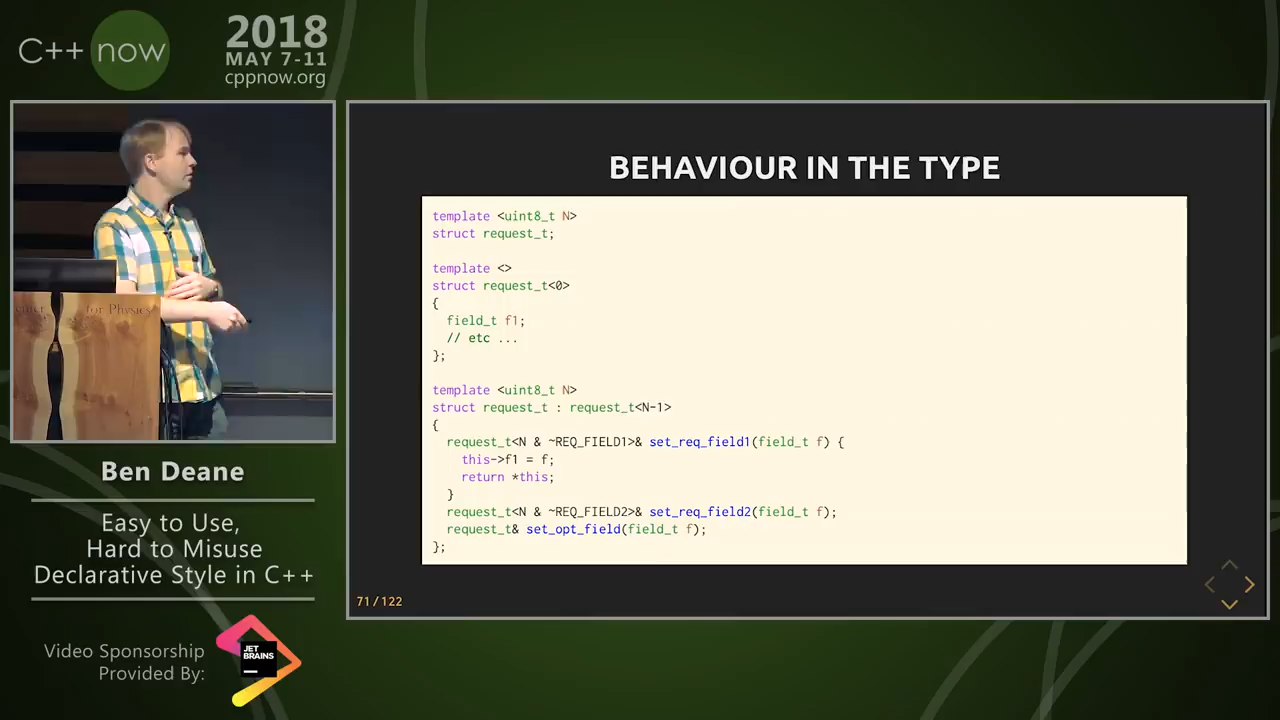 C++ now
2018
MAY 7-11
cppnow.org
for Physics
Ben Deane
Easy to Use,
Hard to Misuse
Declarative Style in C++
Video Sponsorship
Provided By:
JET
BRAINS
BEHAVIOUR IN THE TYPE
template <uint8_t N>
struct request_t;
template <>
struct request_t<0>
{
field_t f1;
// etc ...
};
template <uint8_t N>
struct request_t : request_t<N-1>
{
request_t<N & ~REQ_FIELD1>& set_req_field1(field_t f) {
this->f1 = f;
return *this;
}
request_t<N & ~REQ_FIELD2>& set_req_field2(field_t f);
request_t& set_opt_field(field_t f);
};
71 / 122